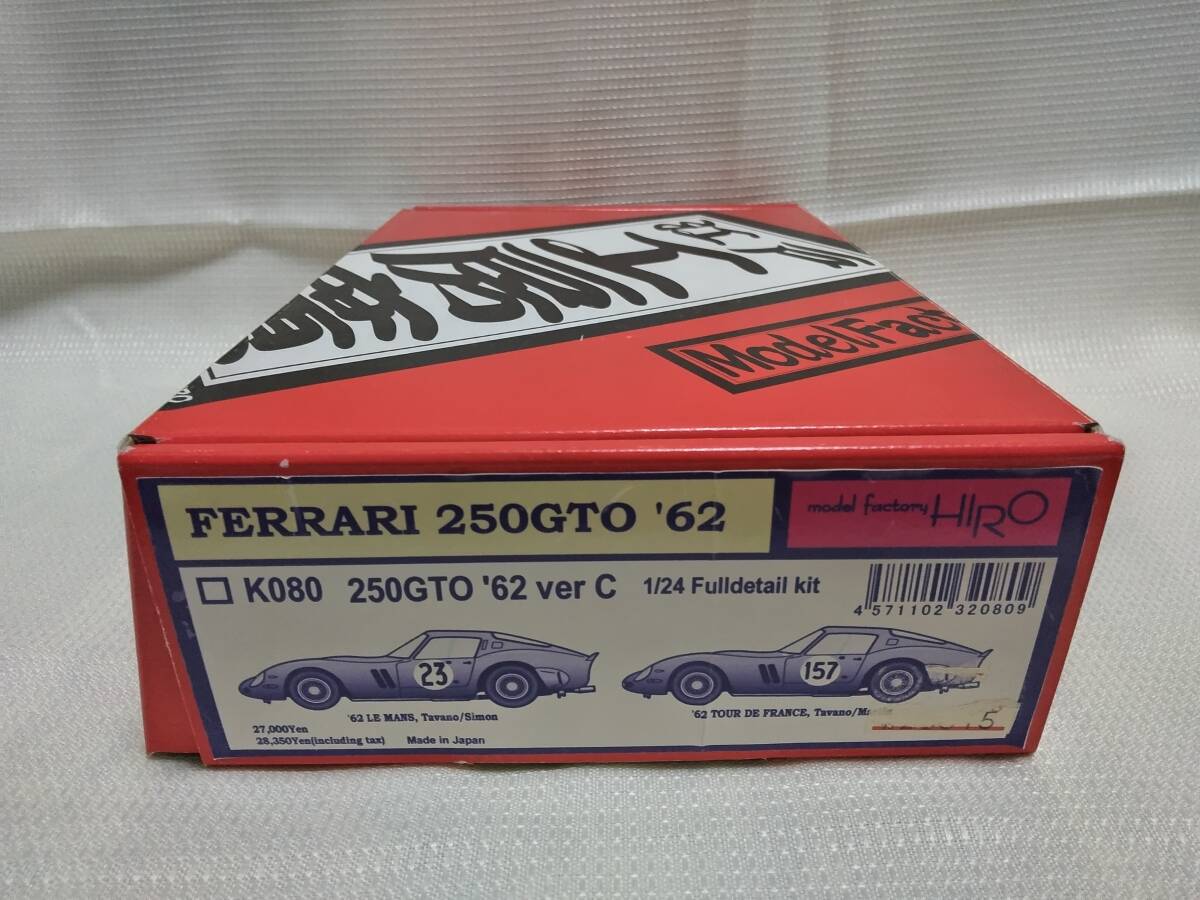 Model Fact
FERRARI 250GTO '62
model factory HIRO
K080 250GTO '62 ver C 1/24 Fulldetail kit
4 571102 320809
23
157
'62 LE MANS, Tavano/Simon
'62 TOUR DE FRANCE, Tavano/
27,000Yen
28,350Yen(including tax) Made in Japan
5